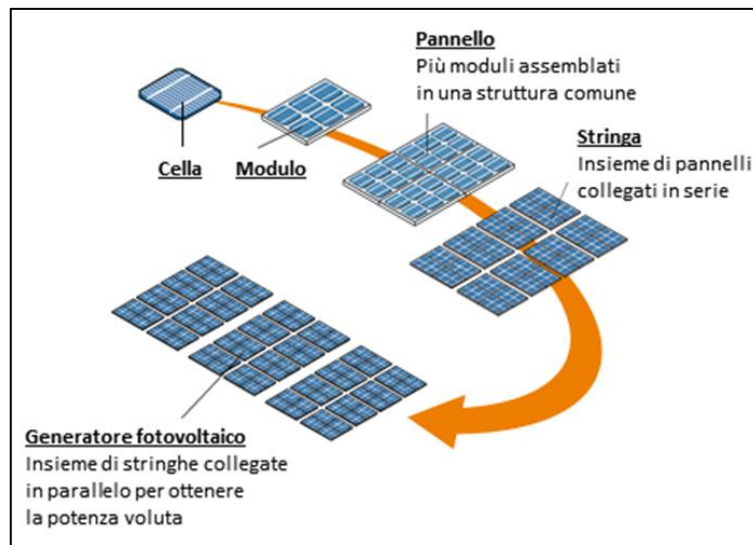 Pannello
Più moduli assemblati
in una struttura comune
Stringa
Insieme di pannelli
collegati in serie
Cella
Modulo
Generatore fotovoltaico
Insieme di stringhe collegate
in parallelo per ottenere
la potenza voluta